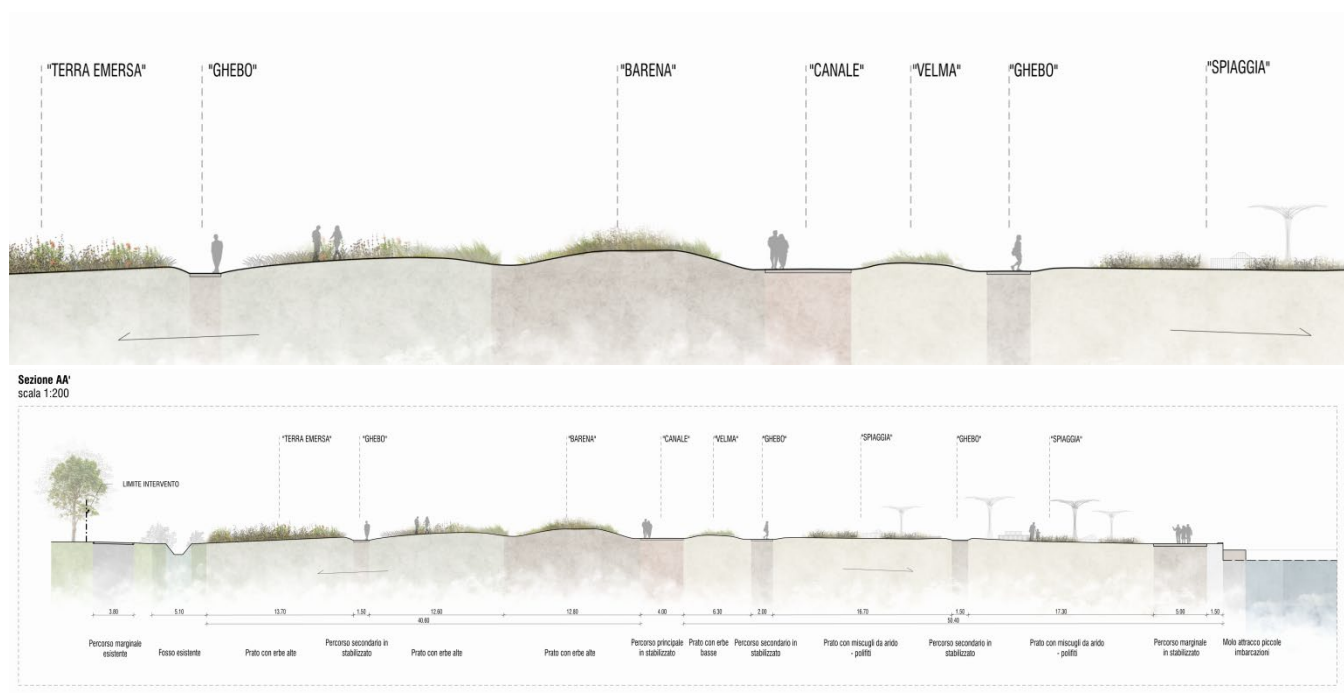 "TERRA EMERSA" "GHEBO" "BARENA" "CANALE" "VELMA" "GHEBO" "SPIAGGIA"
Sezione AA'
scala 1:200
"TERRA EMERSA" "GHEBO" "BARENA" "CANALE" "VELMA" "GHEBO" "SPIAGGIA" "GHEBO" "SPIAGGIA"
LIMITE INTERVENTO
3.80 5.10 13.70 1.50 12.60 12.80 4.00 6.30 2.00 16.70 1.50 17.30 5.00 1.50
40.60 50.40
Percorso marginale
esistente
Fosso esistente
Prato con erbe alte
Percorso secondario in
stabilizzato
Prato con erbe alte
Prato con erbe alte
Percorso principale
in stabilizzato
Prato con erbe
basse
Percorso secondario in
stabilizzato
Prato con miscugli da arido
- polifiti
Percorso secondario in
stabilizzato
Prato con miscugli da arido
- polifiti
Percorso marginale
in stabilizzato
Molo attracco piccole
imbarcazioni